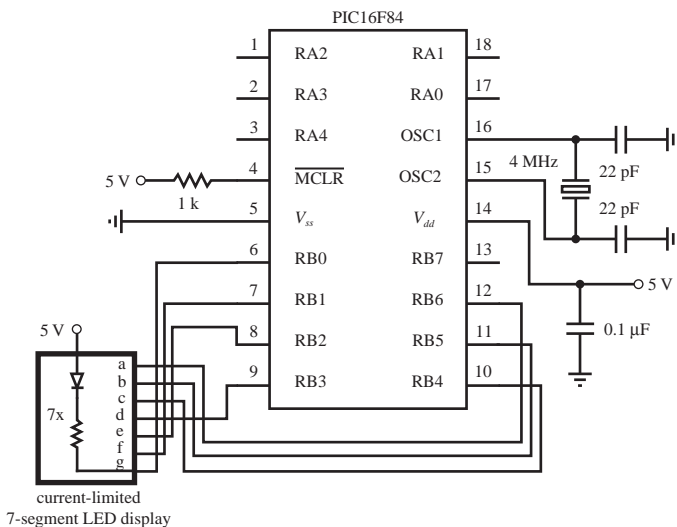 PIC16F84
1 RA2 RA1 18
2 RA3 RA0 17
3 RA4 OSC1 16
5 V 4 MCLR OSC2 15 4 MHz 22 pF
1 k 22 pF
5 Vss Vdd 14
6 RB0 RB7 13
5 V
7 RB1 RB6 12
8 RB2 RB5 11 0.1 µF
5 V
9 RB3 RB4 10
a
b
c
7x d
e
f
g
current-limited
7-segment LED display